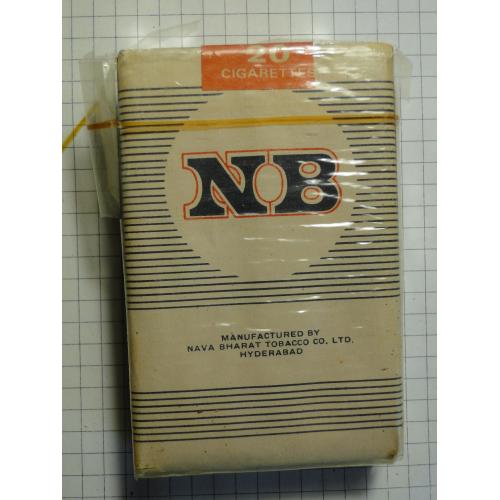 20
CIGARETTES
NB
MANUFACTURED BY
NAVA BHARAT TOBACCO CO. LTD.
HYDERABAD